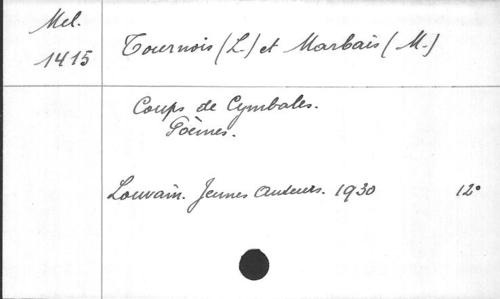 Mel.
1415
Tournois (L.) et Marbais (M.)
Coups de Cymbales.
Poèmes.
Louvain. Jeunes Auteurs. 1930 12°